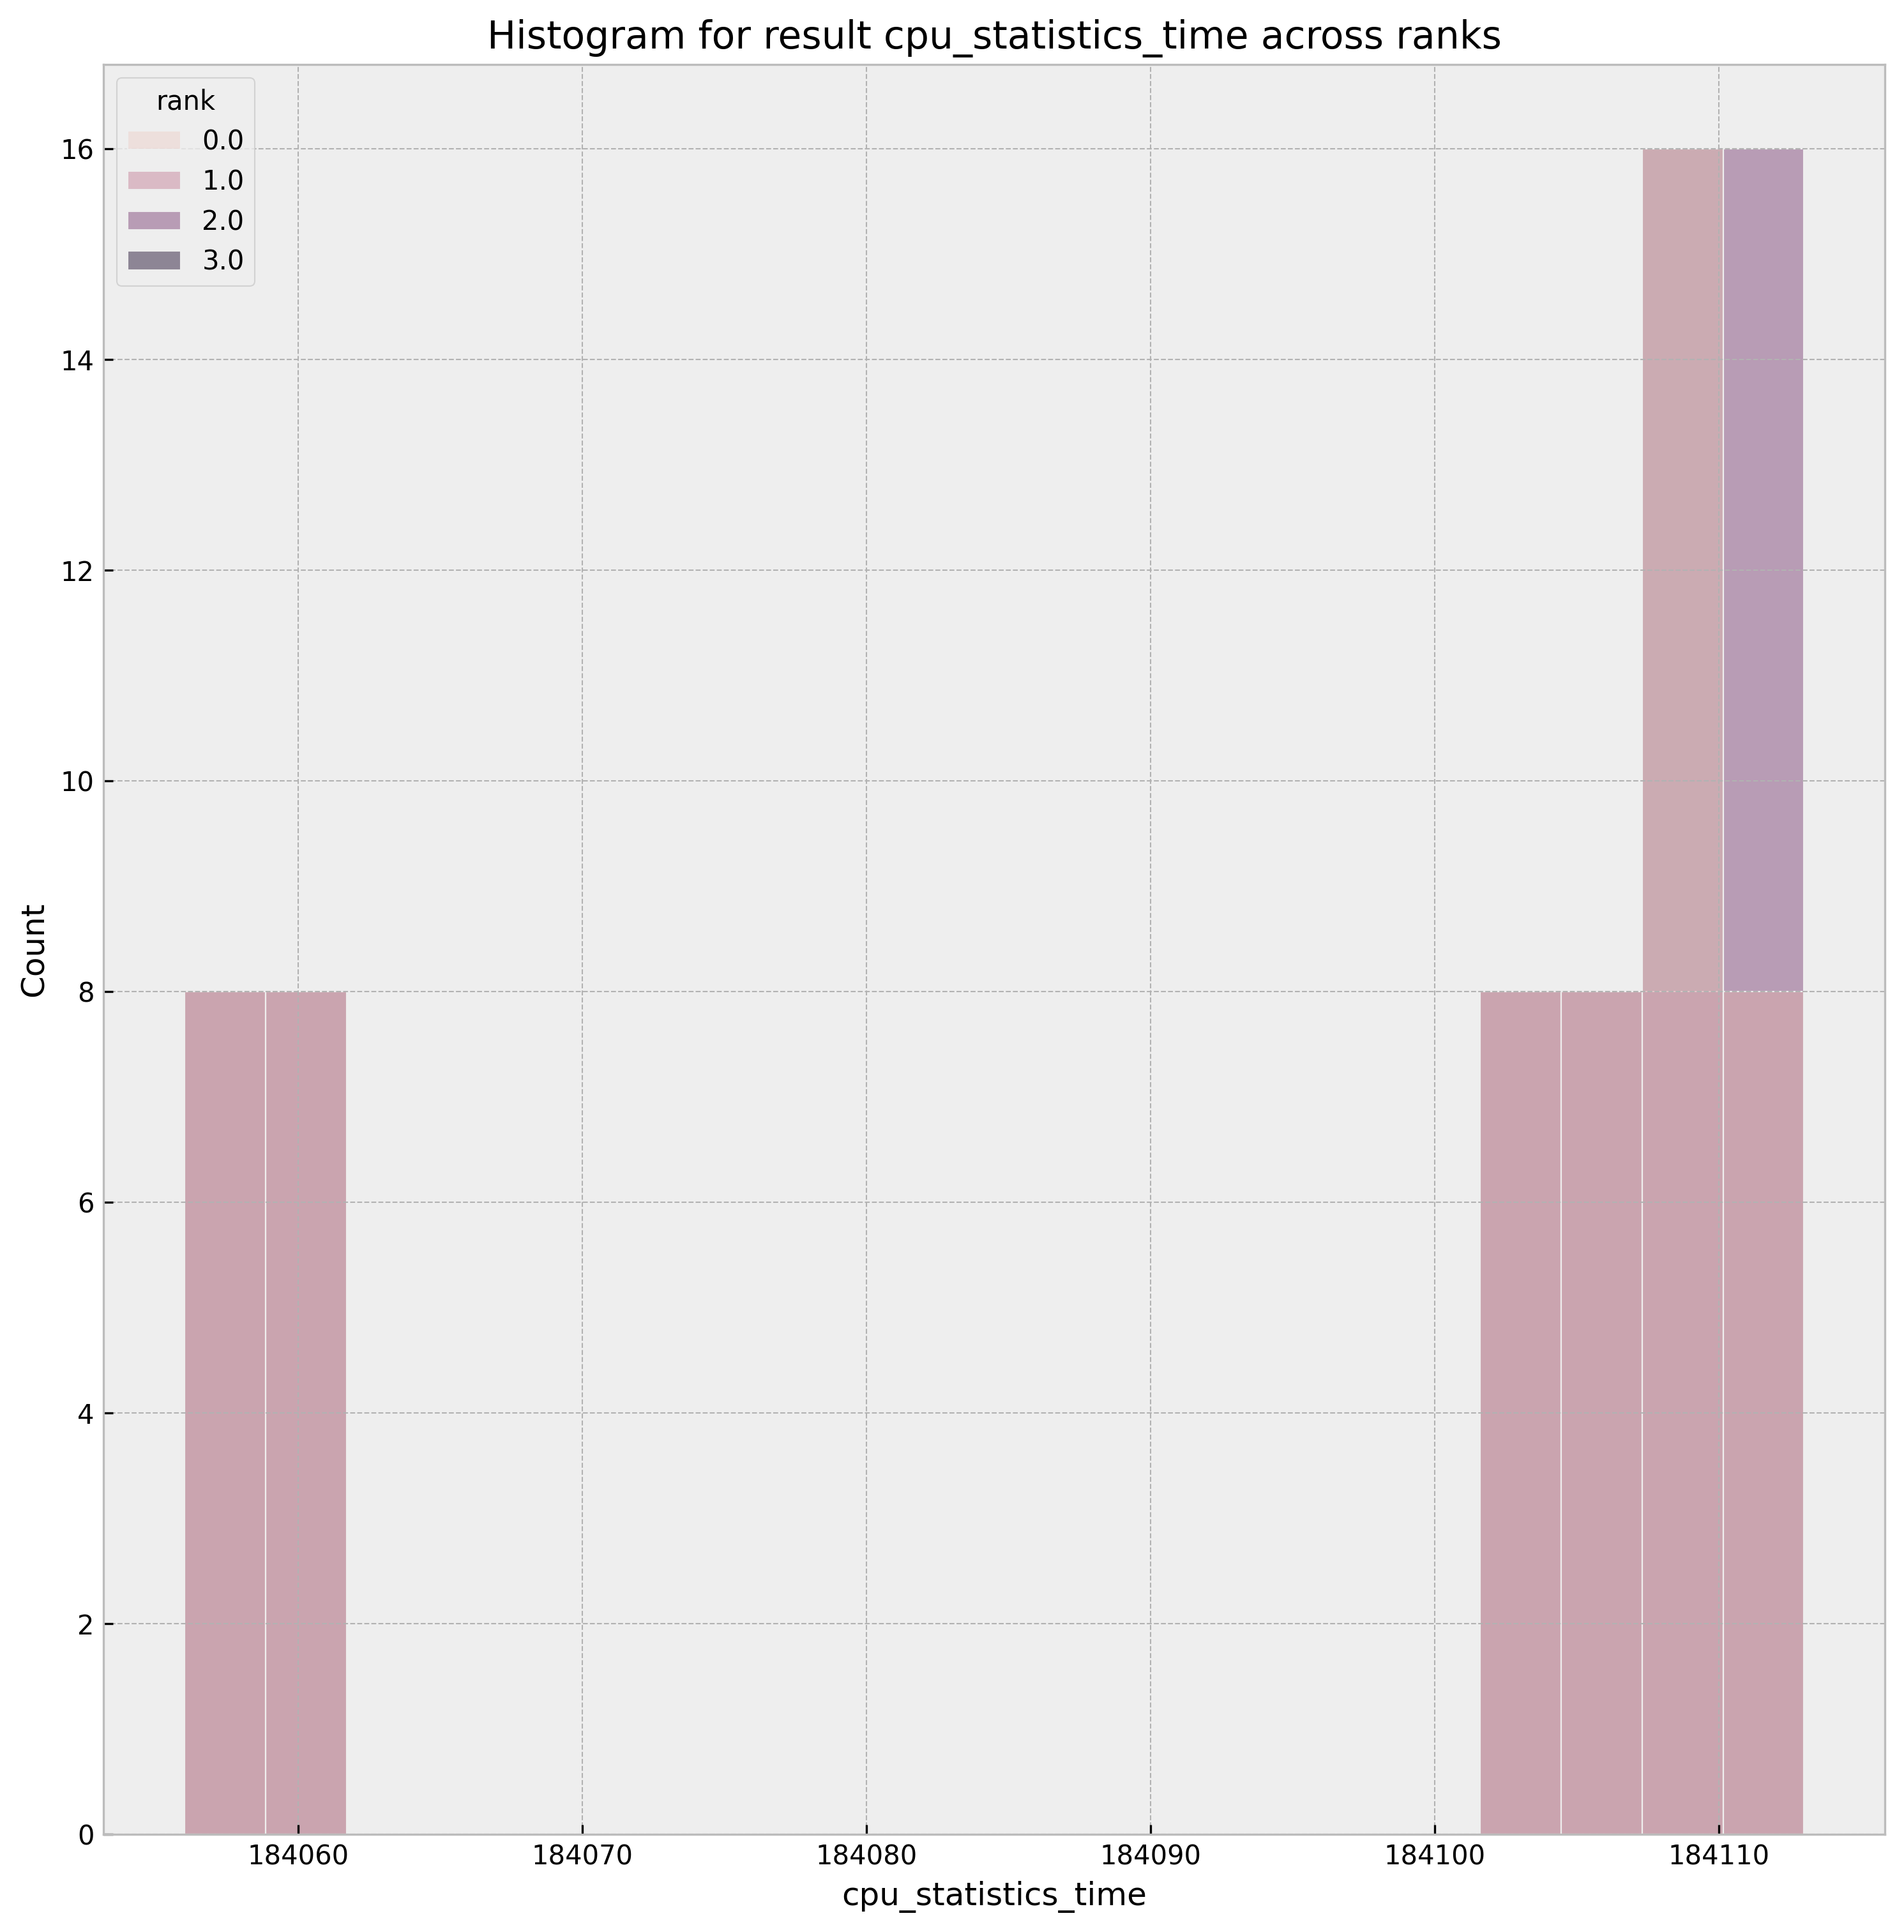 Histogram for result cpu_statistics_time across ranks
rank
0.0
1.0
2.0
3.0
16
14
12
10
8
6
4
2
0
Count
184060 184070 184080 184090 184100 184110
cpu_statistics_time